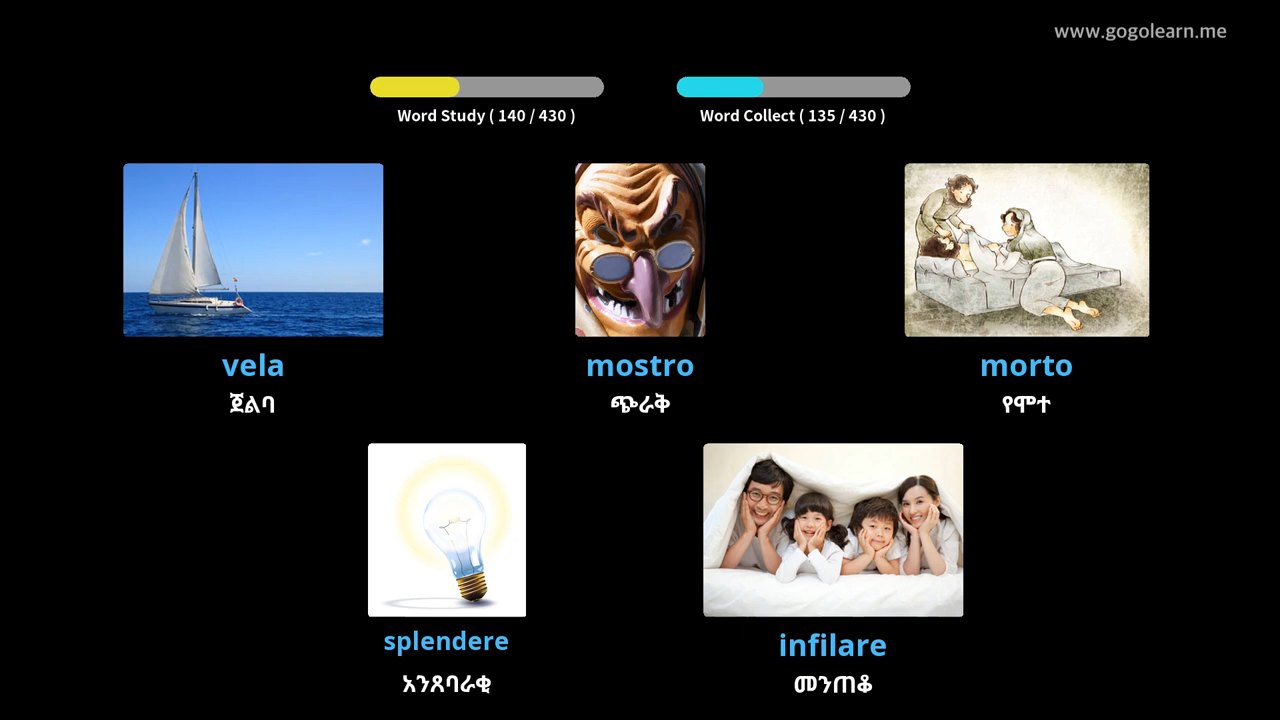 www.gogolearn.me
Word Study ( 140 / 430 )
Word Collect ( 135 / 430 )
vela
ጀልባ
mostro
ጭራቅ
morto
የሞተ
splendere
አንጸባራቂ
infilare
መንጠቆ